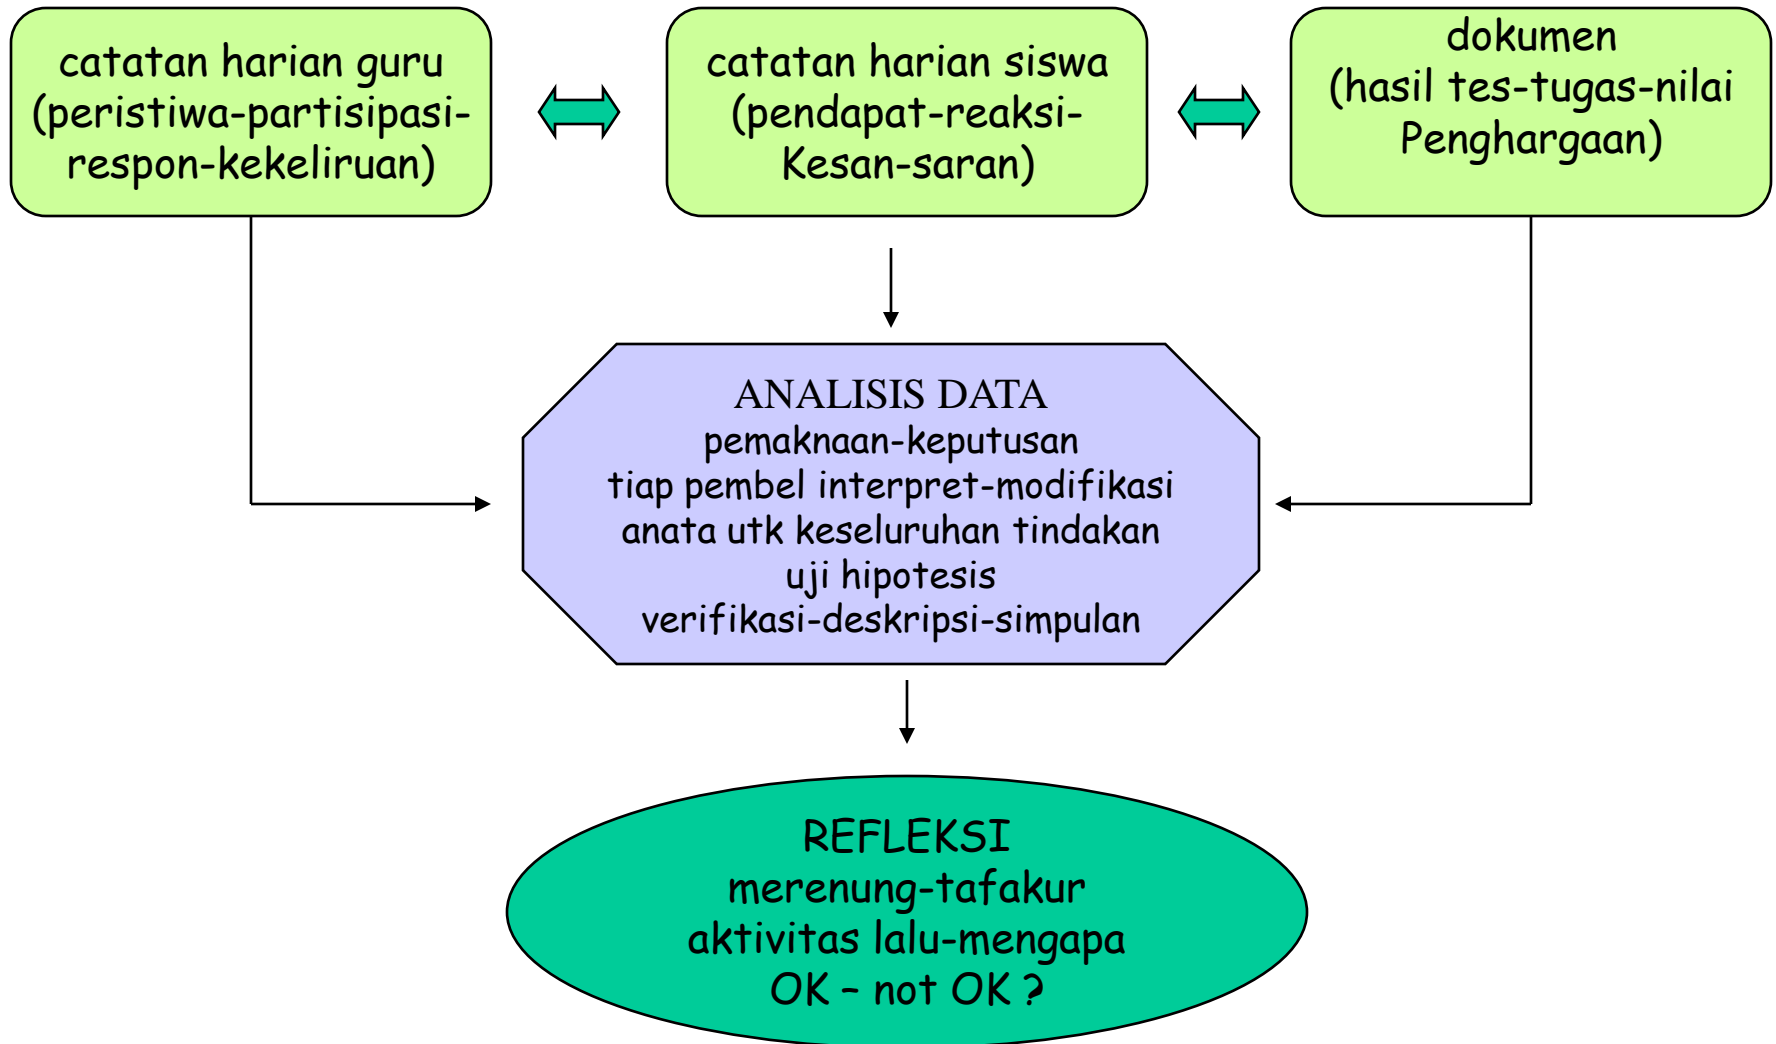 catatan harian guru
(peristiwa-partisipasi-
respon-kekeliruan)
catatan harian siswa
(pendapat-reaksi-
Kesan-saran)
dokumen
(hasil tes-tugas-nilai
Penghargaan)
ANALISIS DATA
pemaknaan-keputusan
tiap pembel interpret-modifikasi
anata utk keseluruhan tindakan
uji hipotesis
verifikasi-deskripsi-simpulan
REFLEKSI
merenung-tafakur
aktivitas lalu-mengapa
OK – not OK ?